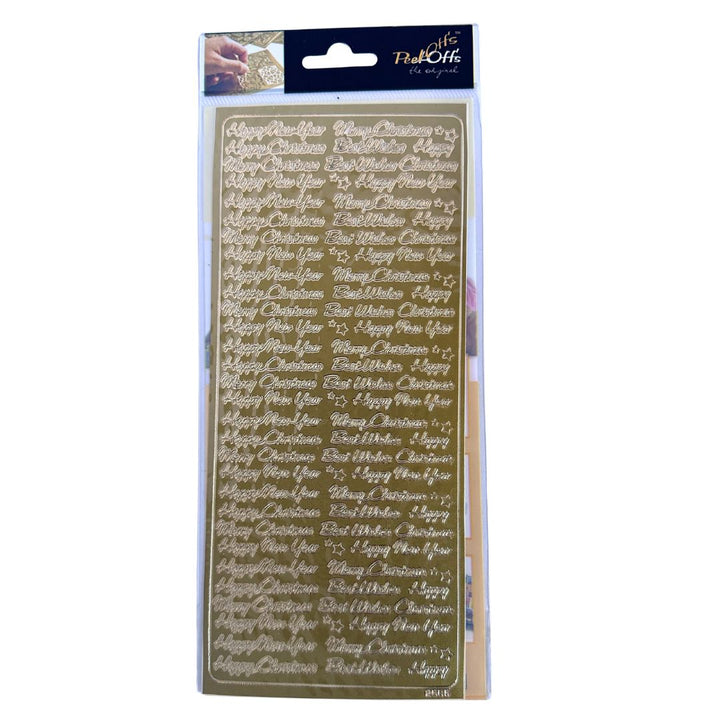 Peel Off's
Peel Off's
the original
Happy New Year Merry Christmas
Happy Christmas Best Wishes Happy
Merry Christmas Best Wishes Christmas
Happy New Year Happy New Year
Happy New Year Merry Christmas
Happy Christmas Best Wishes Happy
Merry Christmas Best Wishes Christmas
Happy New Year Happy New Year
Happy New Year Merry Christmas
Happy Christmas Best Wishes Happy
Merry Christmas Best Wishes Christmas
Happy New Year Happy New Year
Happy New Year Merry Christmas
Happy Christmas Best Wishes Happy
Merry Christmas Best Wishes Christmas
Happy New Year Happy New Year
Happy New Year Merry Christmas
Happy Christmas Best Wishes Happy
Merry Christmas Best Wishes Christmas
Happy New Year Happy New Year
Happy New Year Merry Christmas
Happy Christmas Best Wishes Happy
Merry Christmas Best Wishes Christmas
Happy New Year Happy New Year
Happy New Year Merry Christmas
Happy Christmas Best Wishes Happy
Merry Christmas Best Wishes Christmas
Happy New Year Happy New Year
Happy New Year Merry Christmas
Happy Christmas Best Wishes Happy